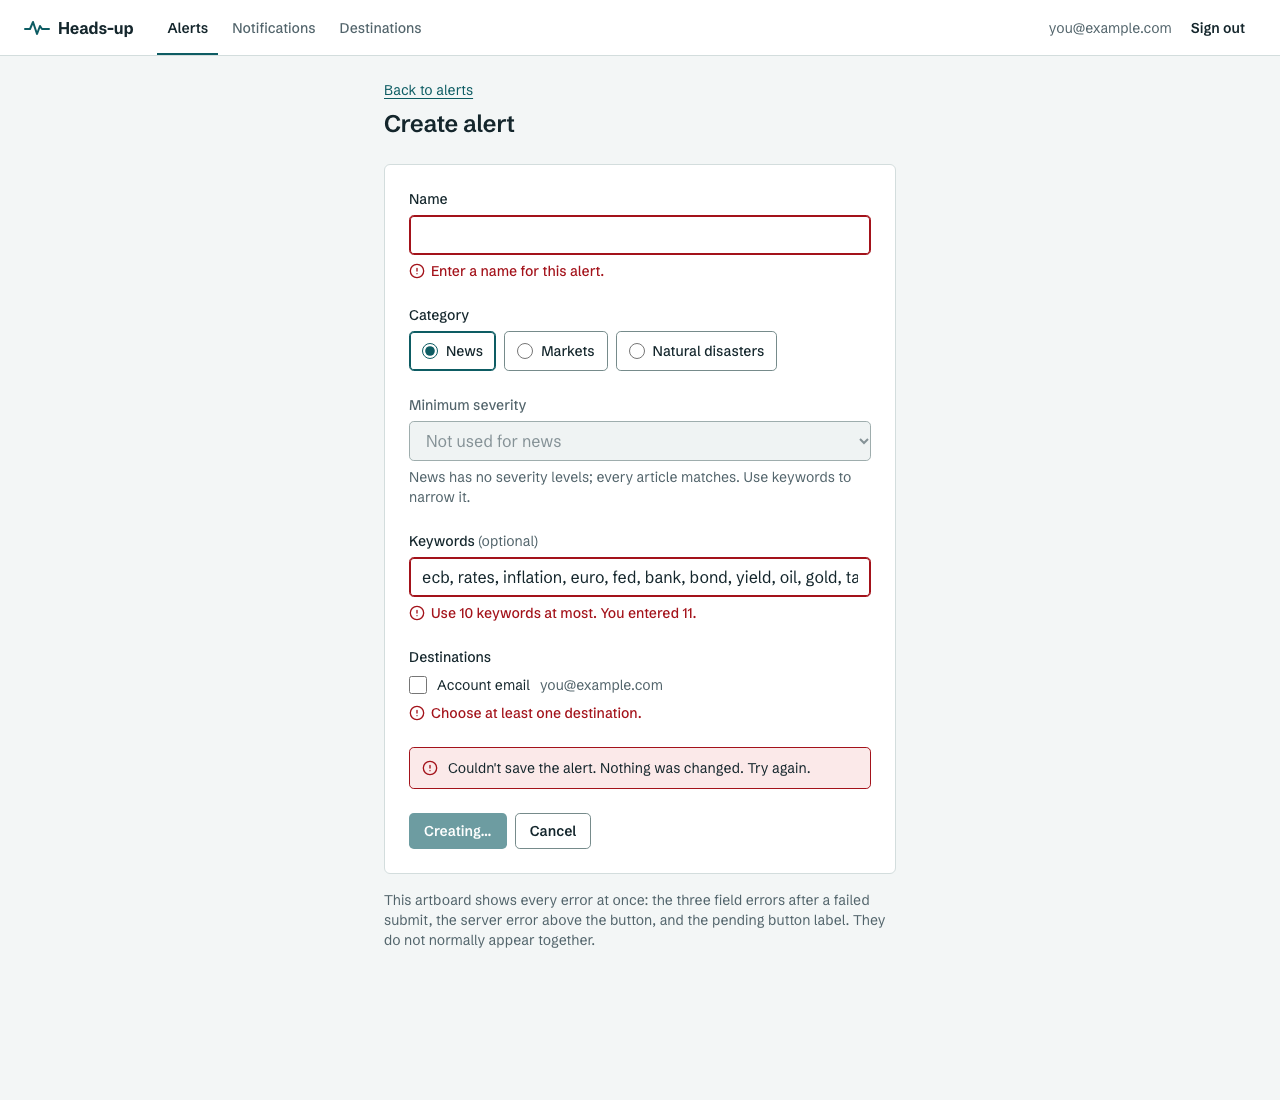 Heads-up Alerts Notifications Destinations you@example.com Sign out
Back to alerts
Create alert
Name
Enter a name for this alert.
Category
News Markets Natural disasters
Minimum severity
Not used for news
News has no severity levels; every article matches. Use keywords to
narrow it.
Keywords (optional)
ecb, rates, inflation, euro, fed, bank, bond, yield, oil, gold, ta
Use 10 keywords at most. You entered 11.
Destinations
Account email you@example.com
Choose at least one destination.
Couldn't save the alert. Nothing was changed. Try again.
Creating… Cancel
This artboard shows every error at once: the three field errors after a failed
submit, the server error above the button, and the pending button label. They
do not normally appear together.